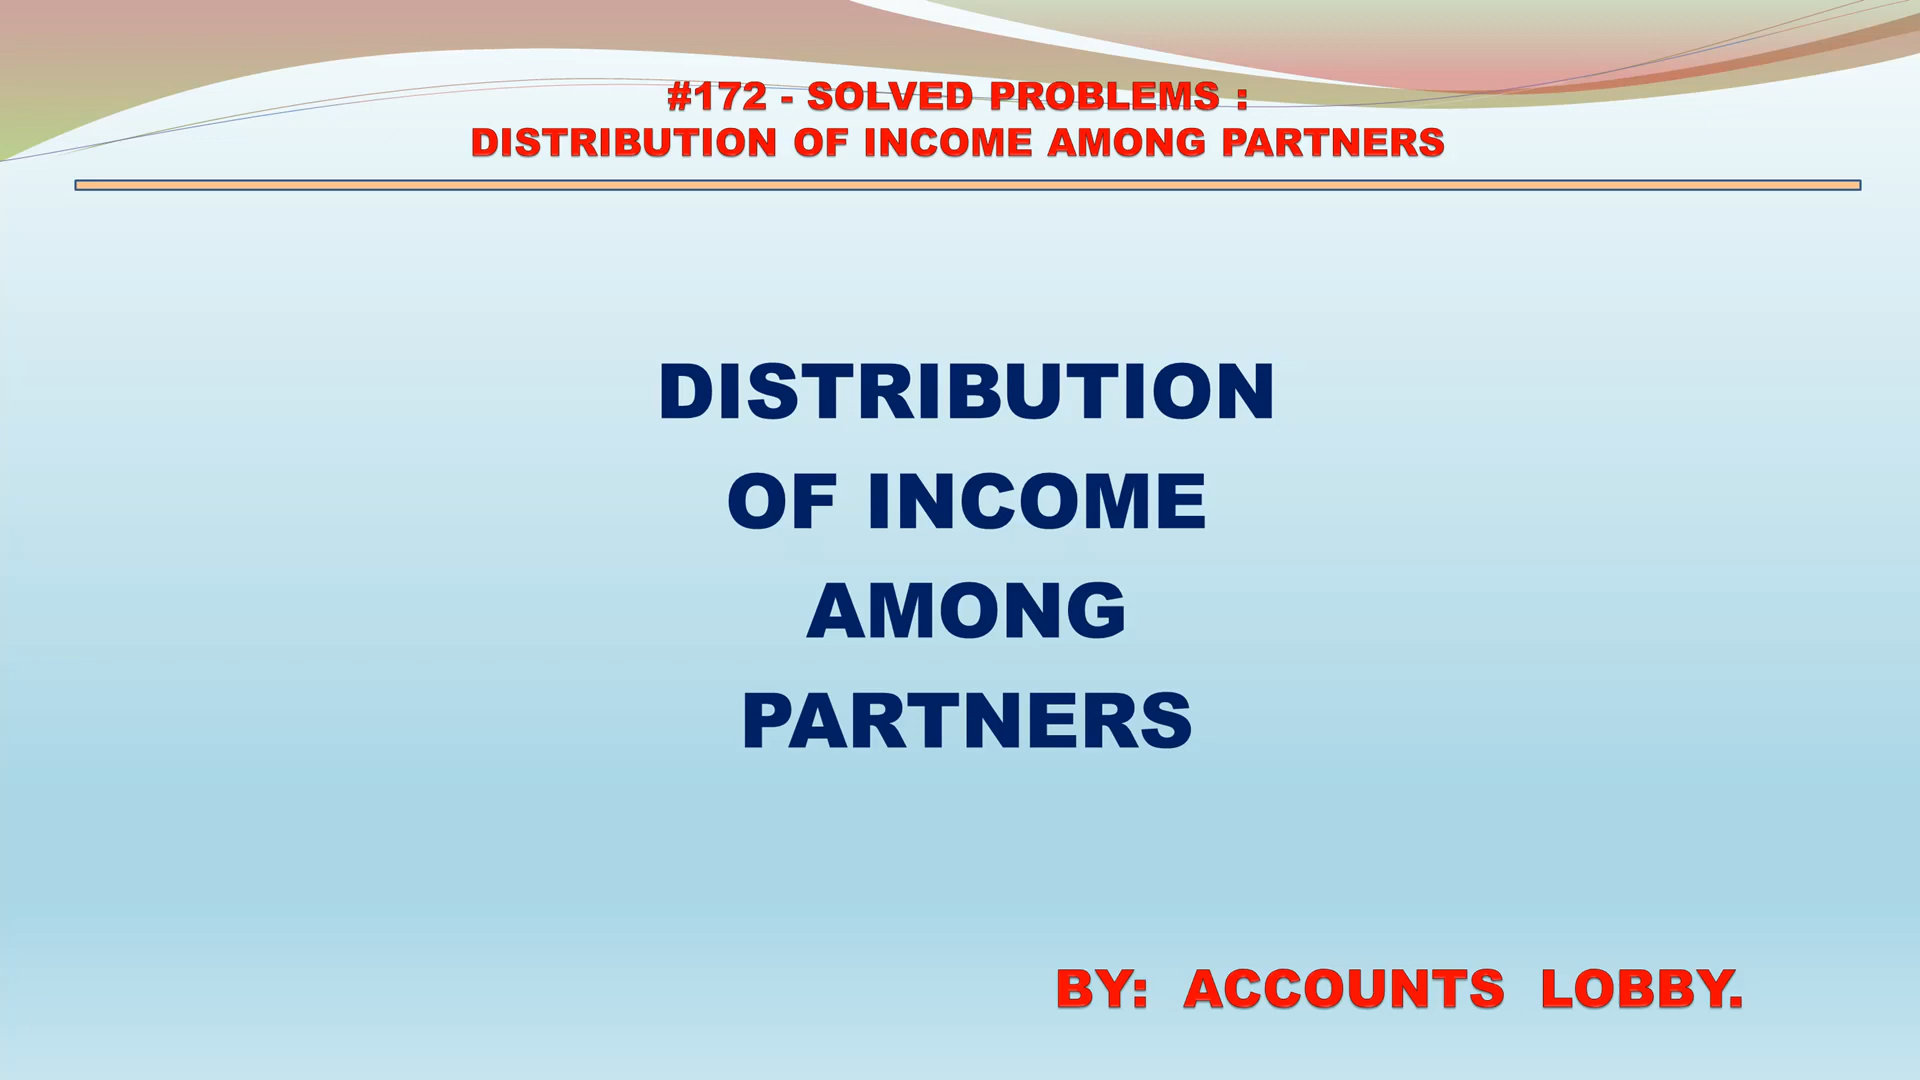 #172 - SOLVED PROBLEMS :
DISTRIBUTION OF INCOME AMONG PARTNERS
DISTRIBUTION
OF INCOME
AMONG
PARTNERS
BY: ACCOUNTS LOBBY.